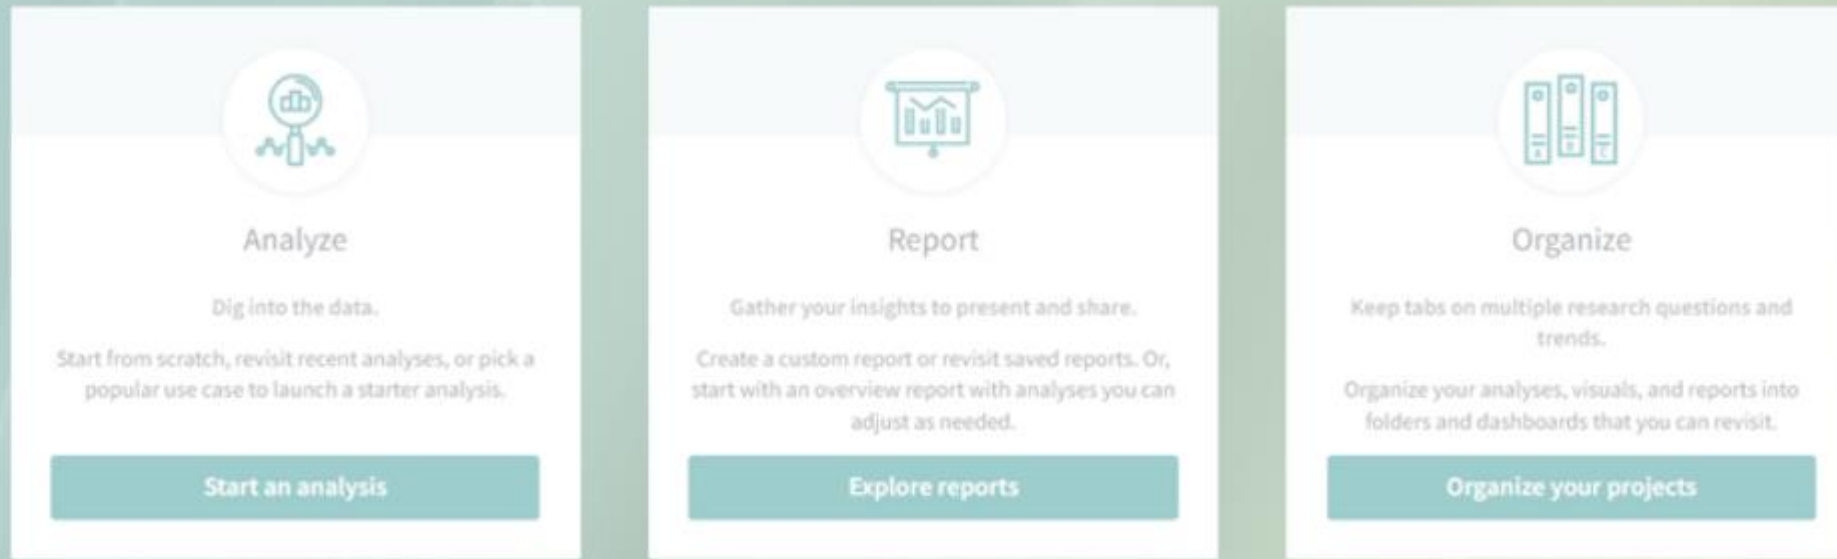 Analyze
Dig into the data.
Start from scratch, revisit recent analyses, or pick a
popular use case to launch a starter analysis.
Start an analysis
Report
Gather your insights to present and share.
Create a custom report or revisit saved reports. Or,
start with an overview report with analyses you can
adjust as needed.
Explore reports
A B C
Organize
Keep tabs on multiple research questions and
trends.
Organize your analyses, visuals, and reports into
folders and dashboards that you can revisit.
Organize your projects